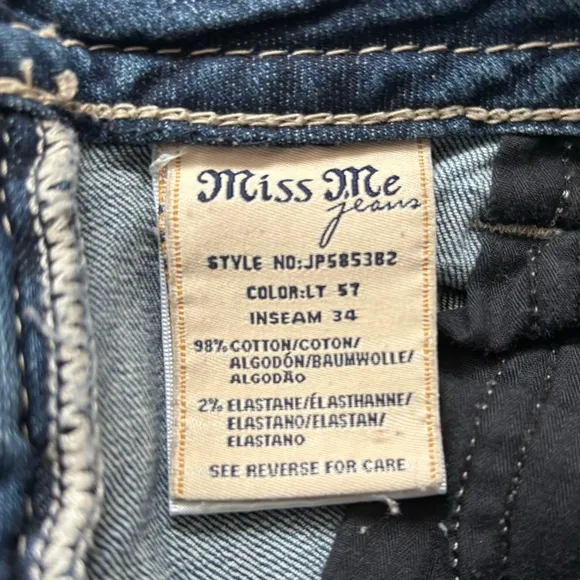 Miss Me
jeans
STYLE NO:JP5853B2
COLOR:LT 57
INSEAM 34
98% COTTON/COTON/
ALGODÓN/BAUMWOLLE/
ALGODÃO
2% ELASTANE/ÉLASTHANNE/
ELASTANO/ELASTAN/
ELASTANO
SEE REVERSE FOR CARE